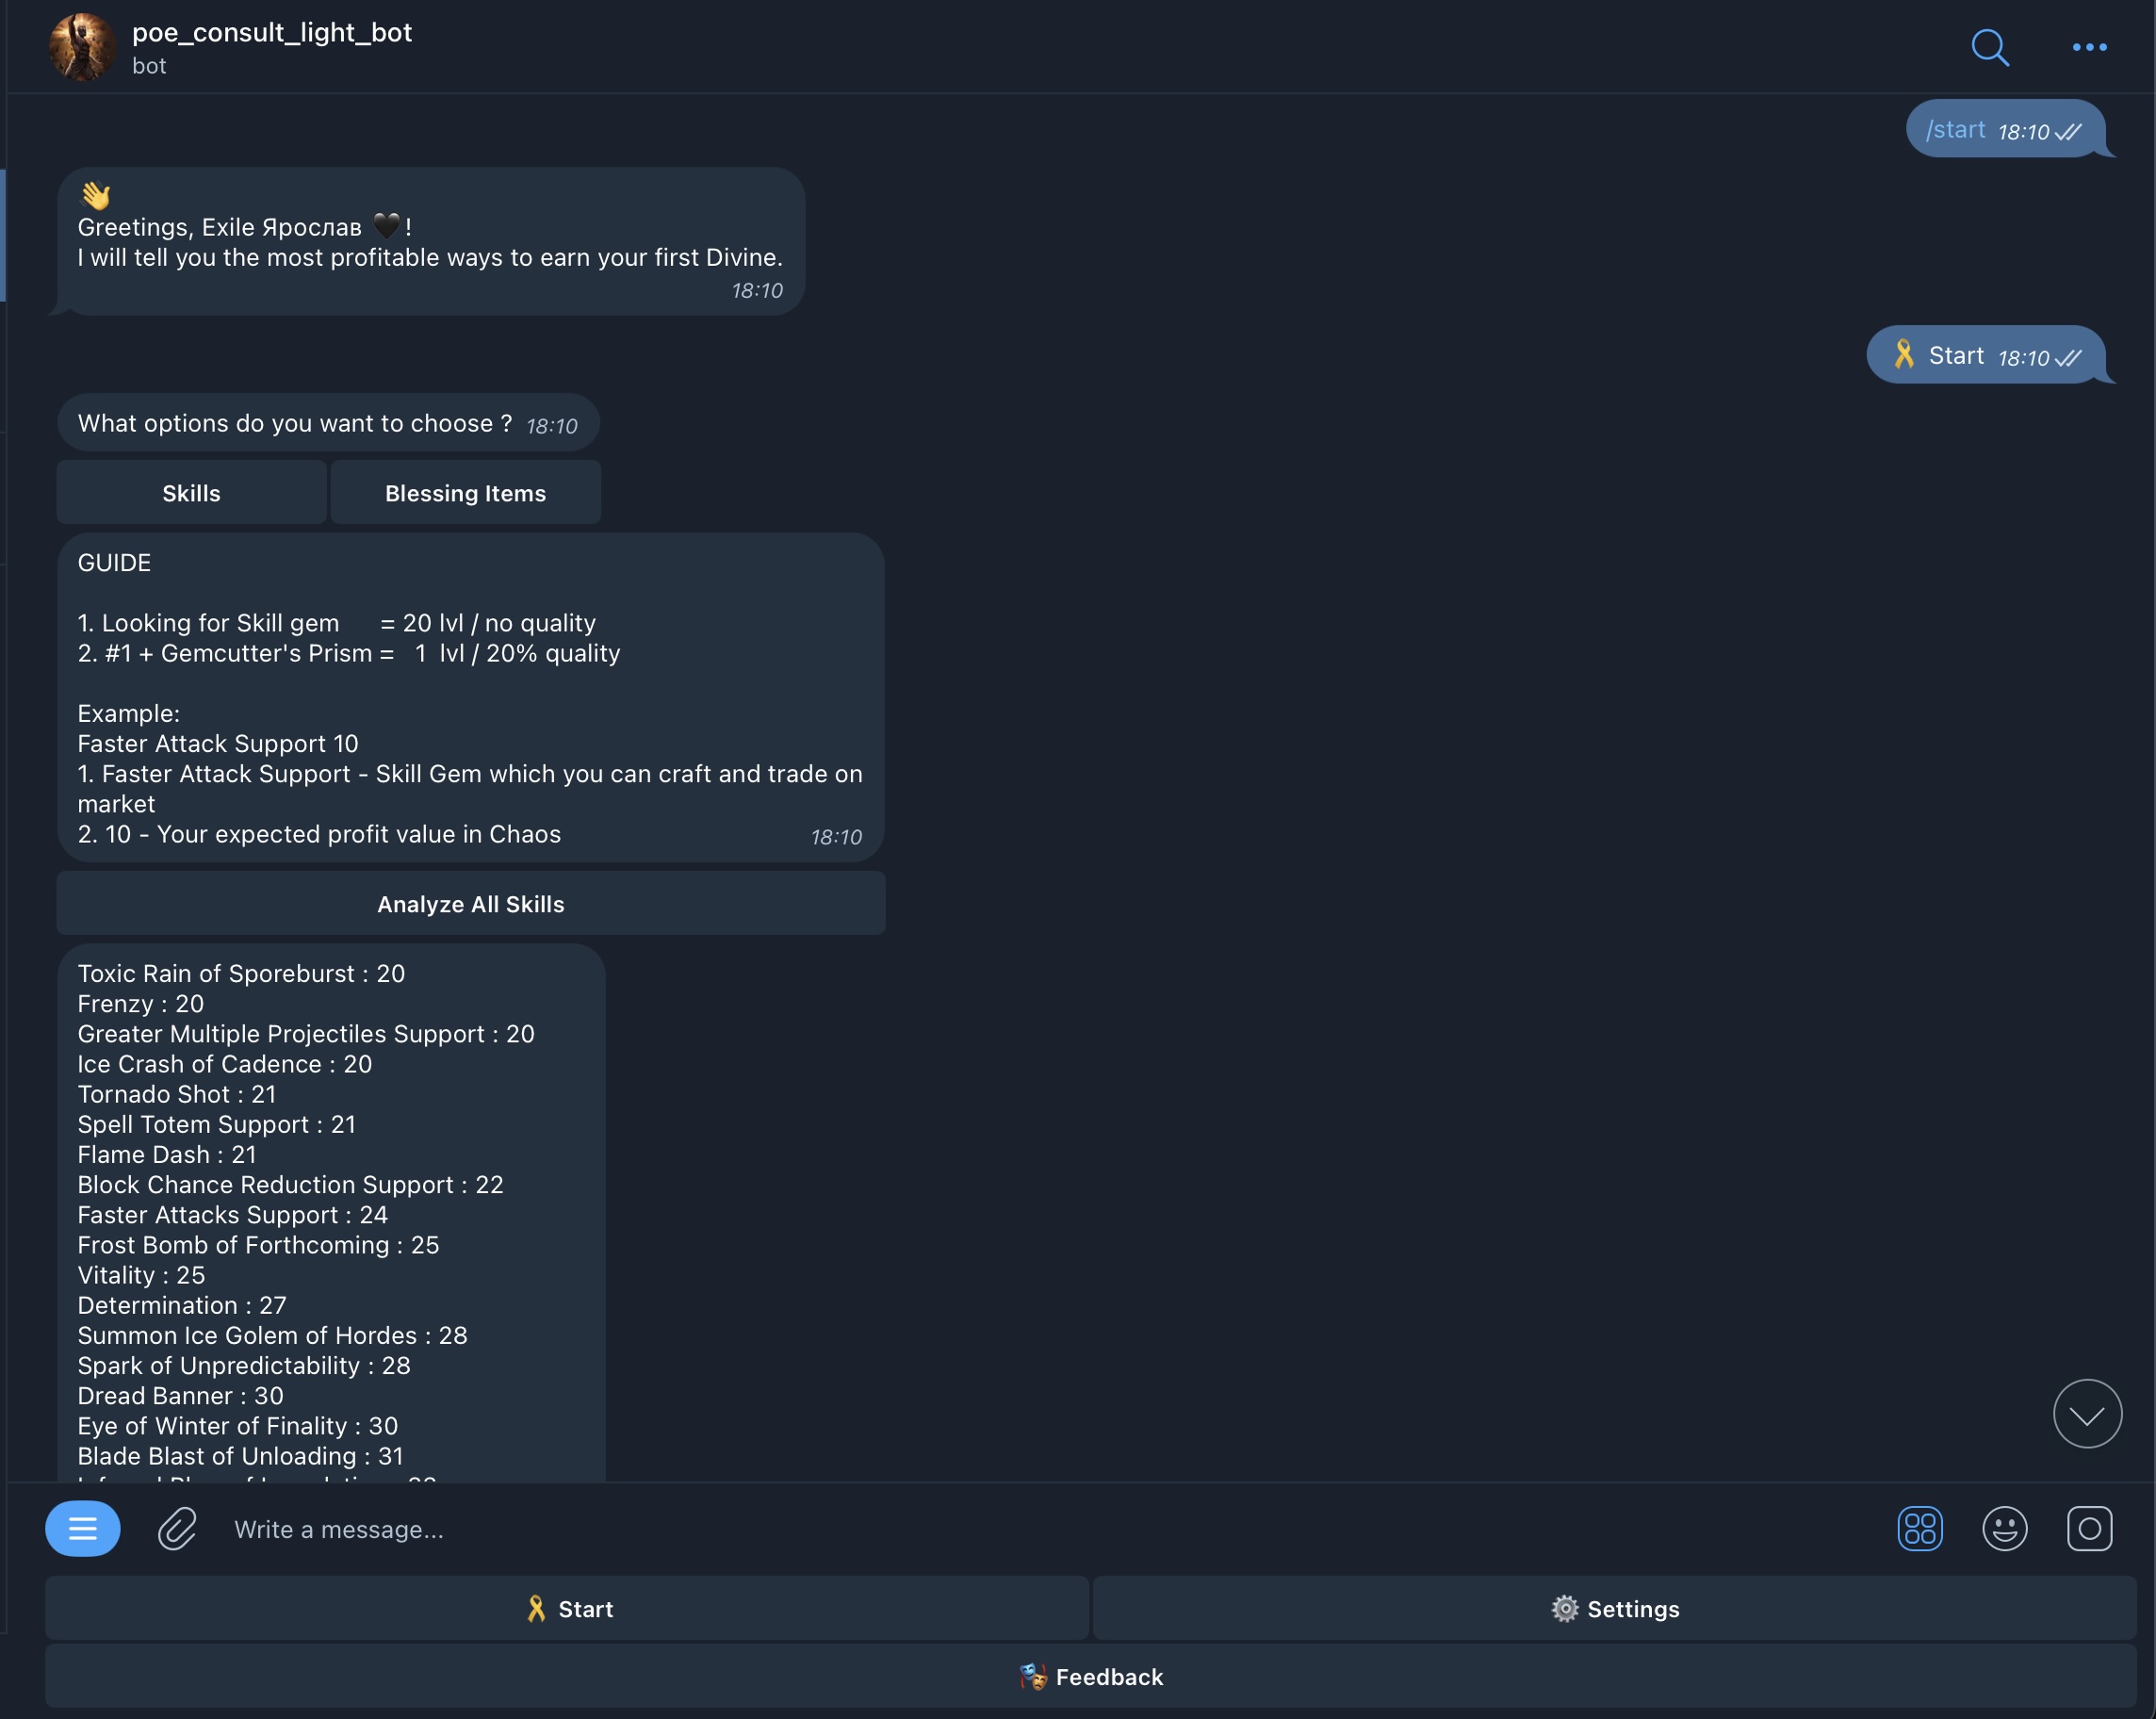 poe_consult_light_bot
bot
/start 18:10
👋
Greetings, Exile Ярослав 🖤!
I will tell you the most profitable ways to earn your first Divine.
18:10
🎗 Start 18:10
What options do you want to choose ? 18:10
Skills
Blessing Items
GUIDE
1. Looking for Skill gem = 20 lvl / no quality
2. #1 + Gemcutter's Prism = 1 lvl / 20% quality
Example:
Faster Attack Support 10
1. Faster Attack Support - Skill Gem which you can craft and trade on
market
2. 10 - Your expected profit value in Chaos
18:10
Analyze All Skills
Toxic Rain of Sporeburst : 20
Frenzy : 20
Greater Multiple Projectiles Support : 20
Ice Crash of Cadence : 20
Tornado Shot : 21
Spell Totem Support : 21
Flame Dash : 21
Block Chance Reduction Support : 22
Faster Attacks Support : 24
Frost Bomb of Forthcoming : 25
Vitality : 25
Determination : 27
Summon Ice Golem of Hordes : 28
Spark of Unpredictability : 28
Dread Banner : 30
Eye of Winter of Finality : 30
Blade Blast of Unloading : 31
Write a message...
🎗 Start
⚙️ Settings
🎭 Feedback